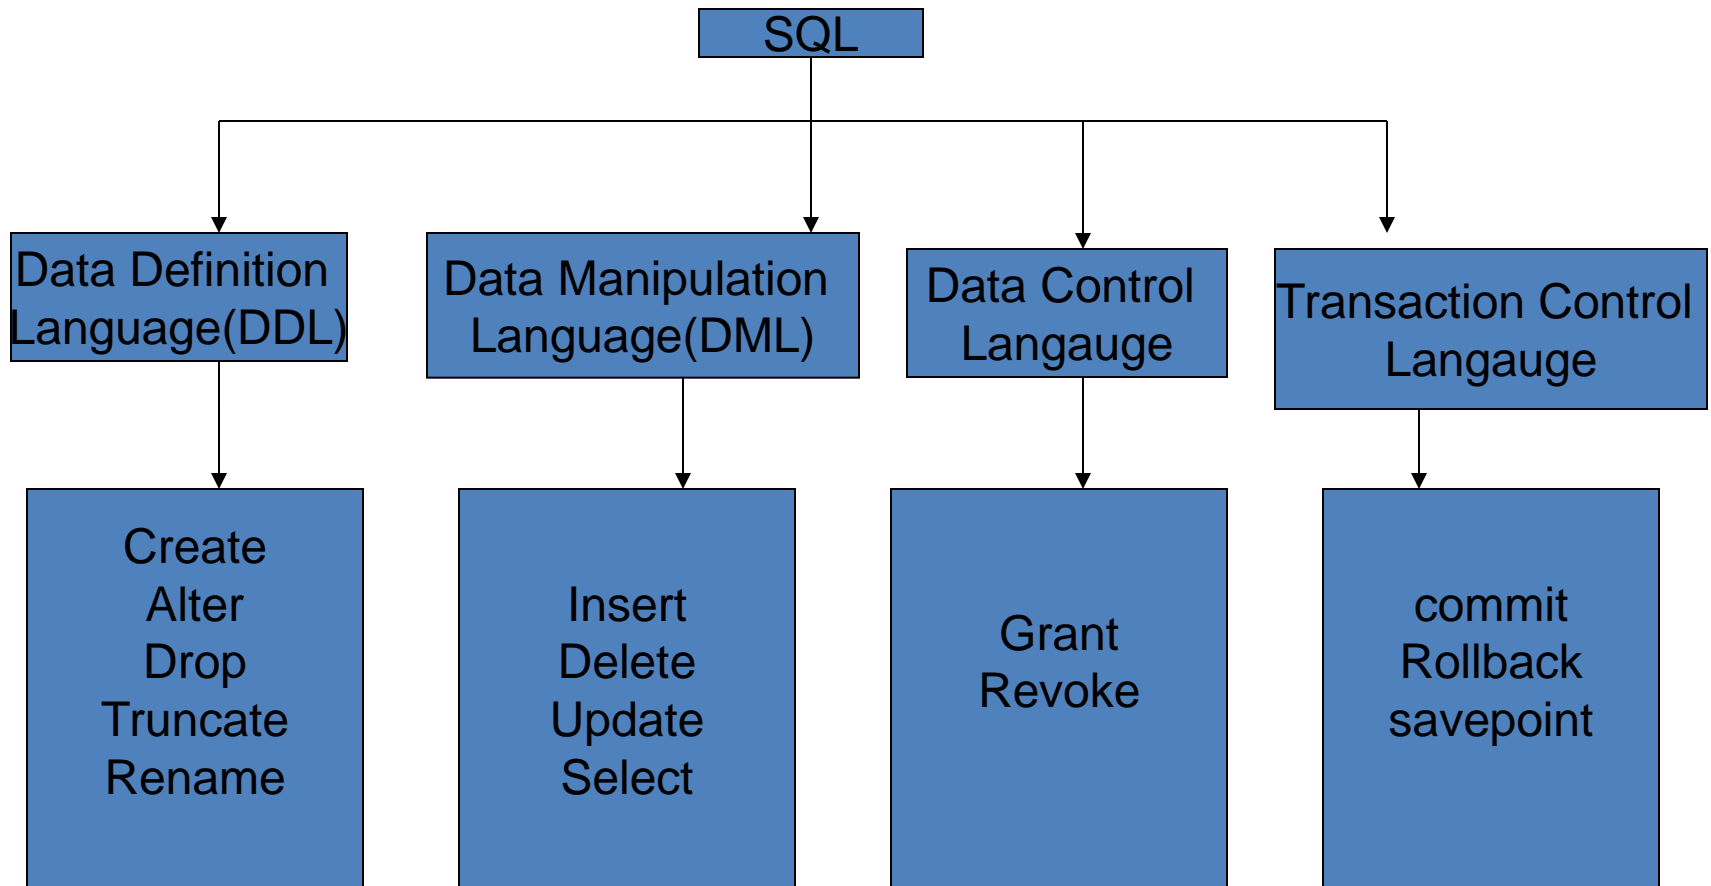 SQL
Data Definition
Language(DDL)
Data Manipulation
Language(DML)
Data Control
Langauge
Transaction Control
Langauge
Create
Alter
Drop
Truncate
Rename
Insert
Delete
Update
Select
Grant
Revoke
commit
Rollback
savepoint